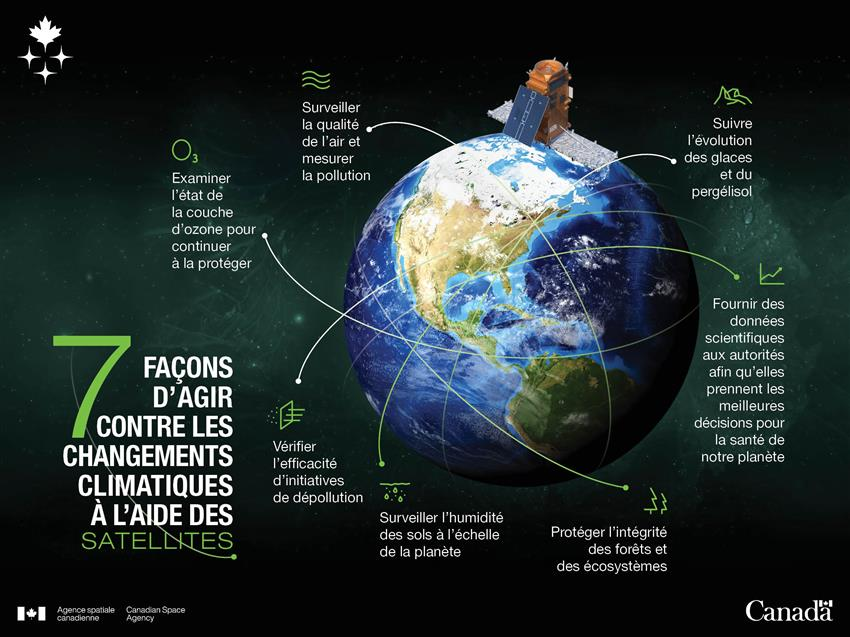 Surveiller
la qualité
de l'air et
mesurer
la pollution
Suivre
l'évolution
des glaces
et du
pergélisol
O3
Examiner
l'état de
la couche
d'ozone pour
continuer
à la protéger
Fournir des
données
scientifiques
aux autorités
afin qu'elles
prennent les
meilleures
décisions pour
la santé de
notre planète
7 FAÇONS
D'AGIR
CONTRE LES
CHANGEMENTS
CLIMATIQUES
À L'AIDE DES
SATELLITES
Vérifier
l'efficacité
d'initiatives
de dépollution
Surveiller l'humidité
des sols à l'échelle
de la planète
Protéger l'intégrité
des forêts et
des écosystèmes
Agence spatiale
canadienne
Canadian Space
Agency
Canada